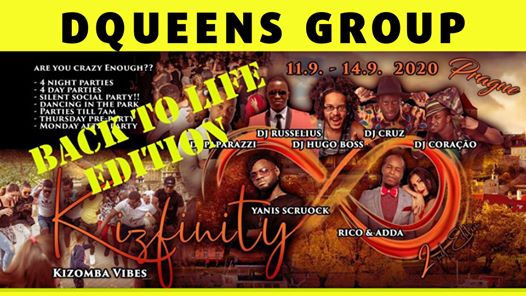 DQUEENS GROUP
ARE YOU CRAZY ENOUGH??
- 4 NIGHT PARTIES
- 4 DAY PARTIES
- SILENT SOCIAL PARTY!!
- DANCING IN THE PARK
- PARTIES TILL 7AM
- THURSDAY PRE-PARTY
- MONDAY AFTERPARTY
11.9. - 14.9. 2020
Prague
BACK TO LIFE
EDITION
DJ RUSSELIUS
DJ CRUZ
PAPARAZZI
DJ HUGO BOSS
DJ CORAÇÃO
Kizfinity
YANIS SCRUOCK
RICO & ADDA
KIZOMBA VIBES